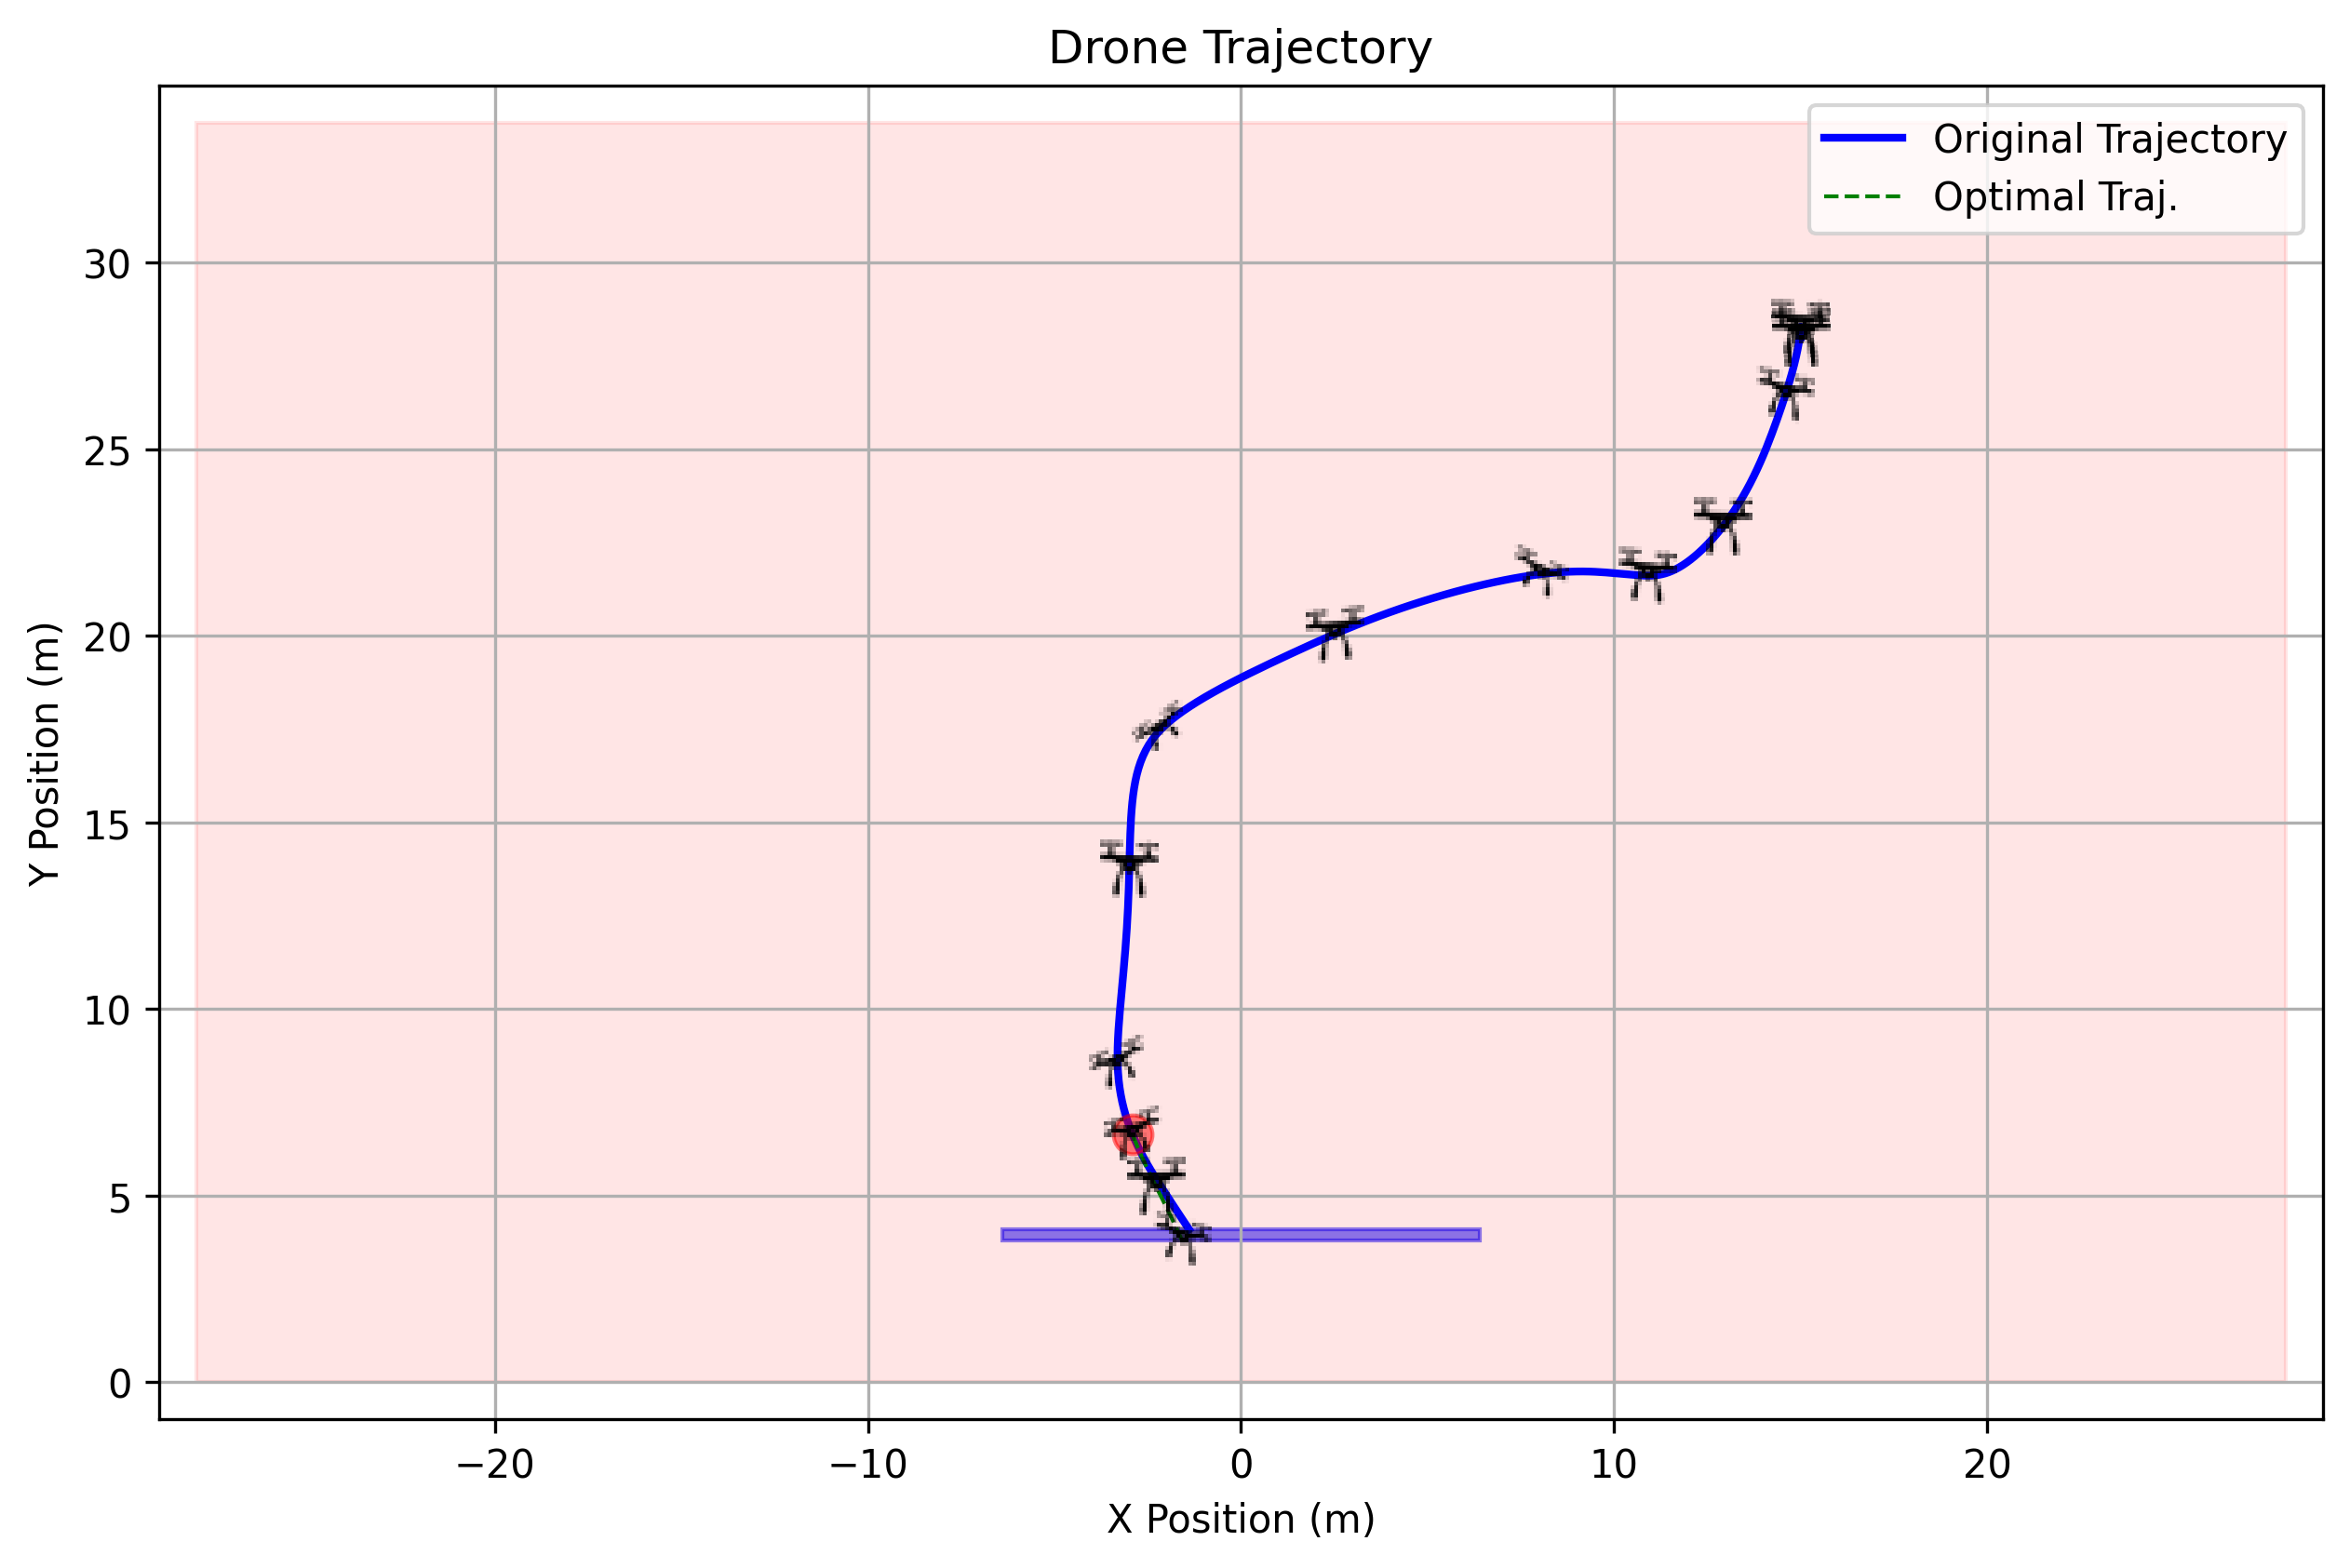 Drone Trajectory
Original Trajectory
Optimal Traj.
Y Position (m)
30
25
20
15
10
5
0
−20
−10
0
10
20
X Position (m)